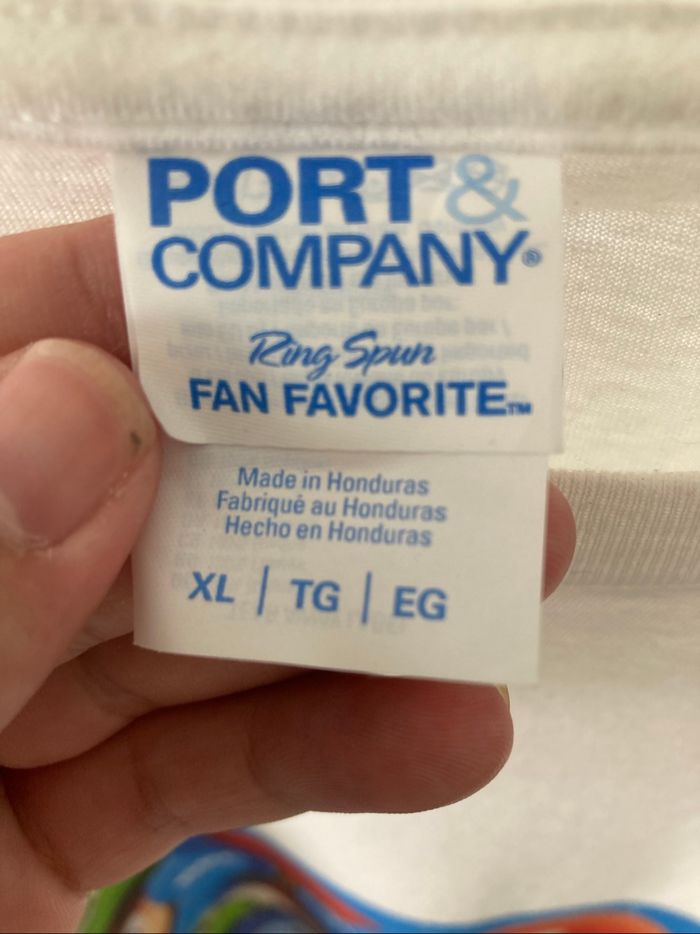 PORT &
COMPANY®
Ring Spun
FAN FAVORITE™
Made in Honduras
Fabriqué au Honduras
Hecho en Honduras
XL | TG | EG